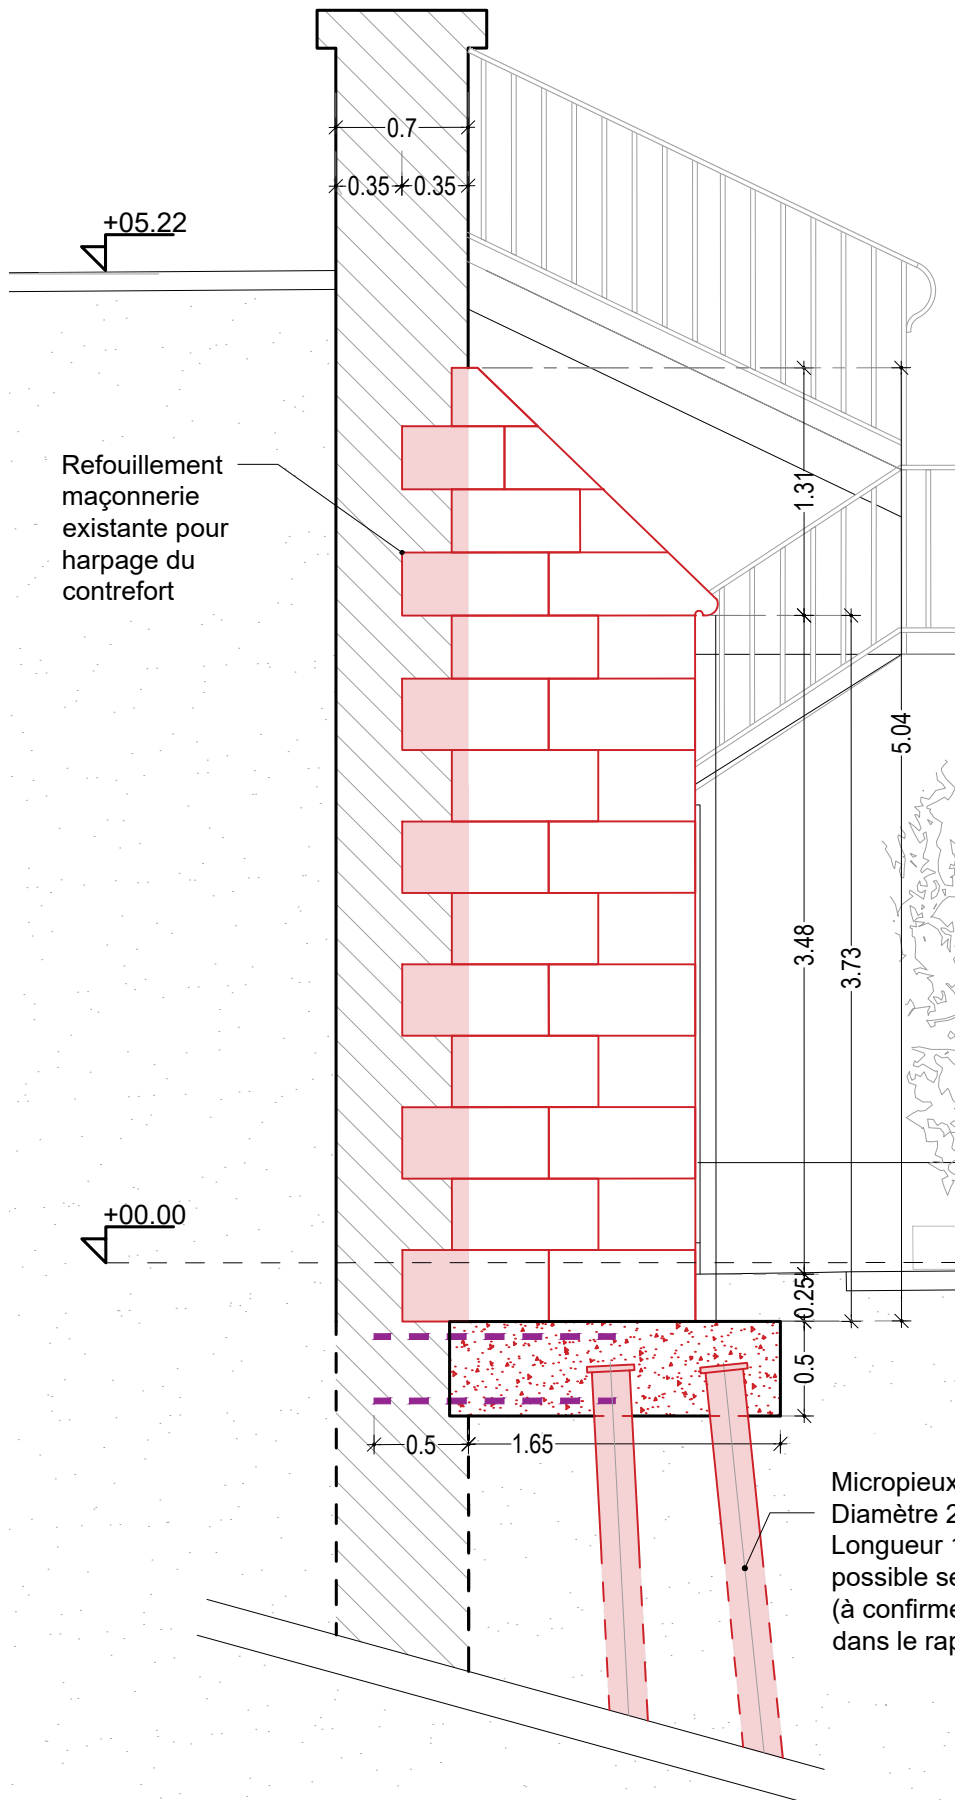 0.7
0.35
0.35
+05.22
Refouillement
maçonnerie
existante pour
harpage du
contrefort
1.31
5.04
3.48
3.73
+00.00
0.25
0.5
0.5
1.65
Micropieux
Diamètre 2
Longueur
possible
(à
dans le